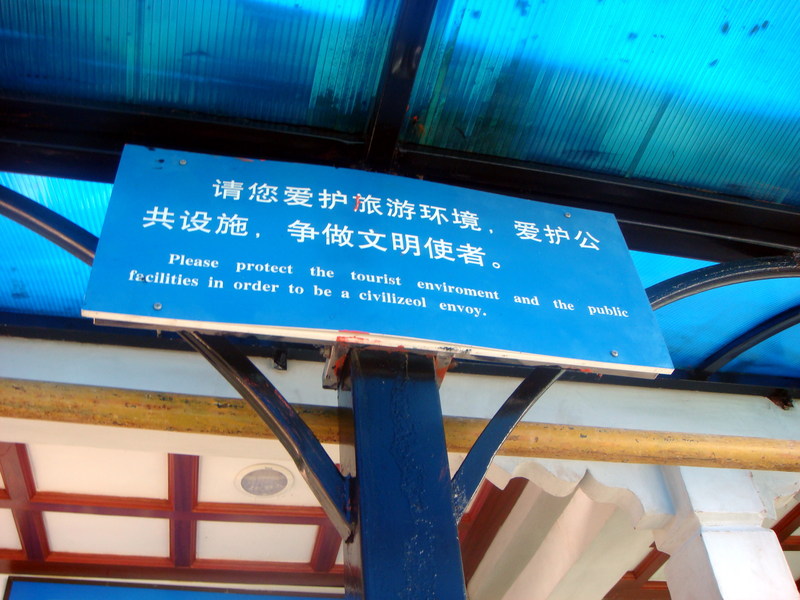 请您爱护旅游环境，爱护公
共设施，争做文明使者。
Please protect the tourist enviroment and the public
facilities in order to be a civilizeol envoy.